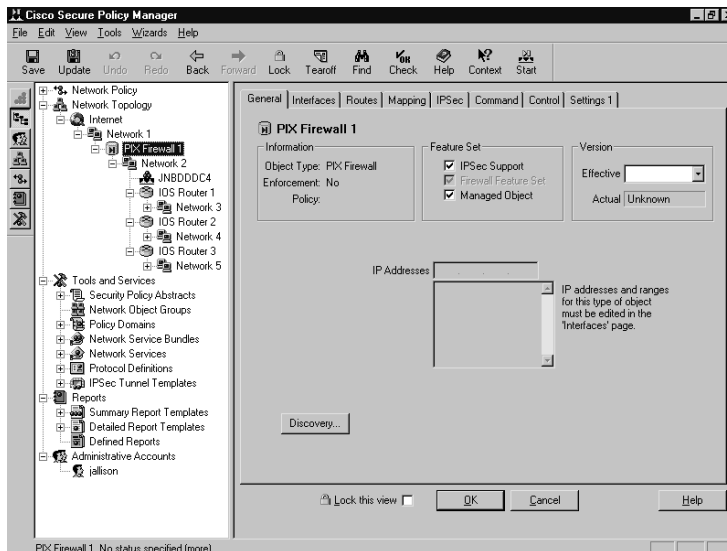 Cisco Secure Policy Manager
File Edit View Tools Wizards Help
Save Update Undo Redo Back Forward Lock Tearoff Find Check Help Context Start
Network Policy
Network Topology
Internet
Network 1
PIX Firewall 1
Network 2
JNBDDDC4
IOS Router 1
Network 3
IOS Router 2
Network 4
IOS Router 3
Network 5
Tools and Services
Security Policy Abstracts
Network Object Groups
Policy Domains
Network Service Bundles
Network Services
Protocol Definitions
IPSec Tunnel Templates
Reports
Summary Report Templates
Detailed Report Templates
Defined Reports
Administrative Accounts
jallison
General Interfaces Routes Mapping IPSec Command Control Settings 1
PIX Firewall 1
Information
Object Type: PIX Firewall
Enforcement: No
Policy:
Feature Set
IPSec Support
Firewall Feature Set
Managed Object
Version
Effective
Actual Unknown
IP Addresses
IP addresses and ranges
for this type of object
must be edited in the
'Interfaces' page.
Discovery...
Lock this view
OK Cancel Help
PIX Firewall 1 No status specified (more)